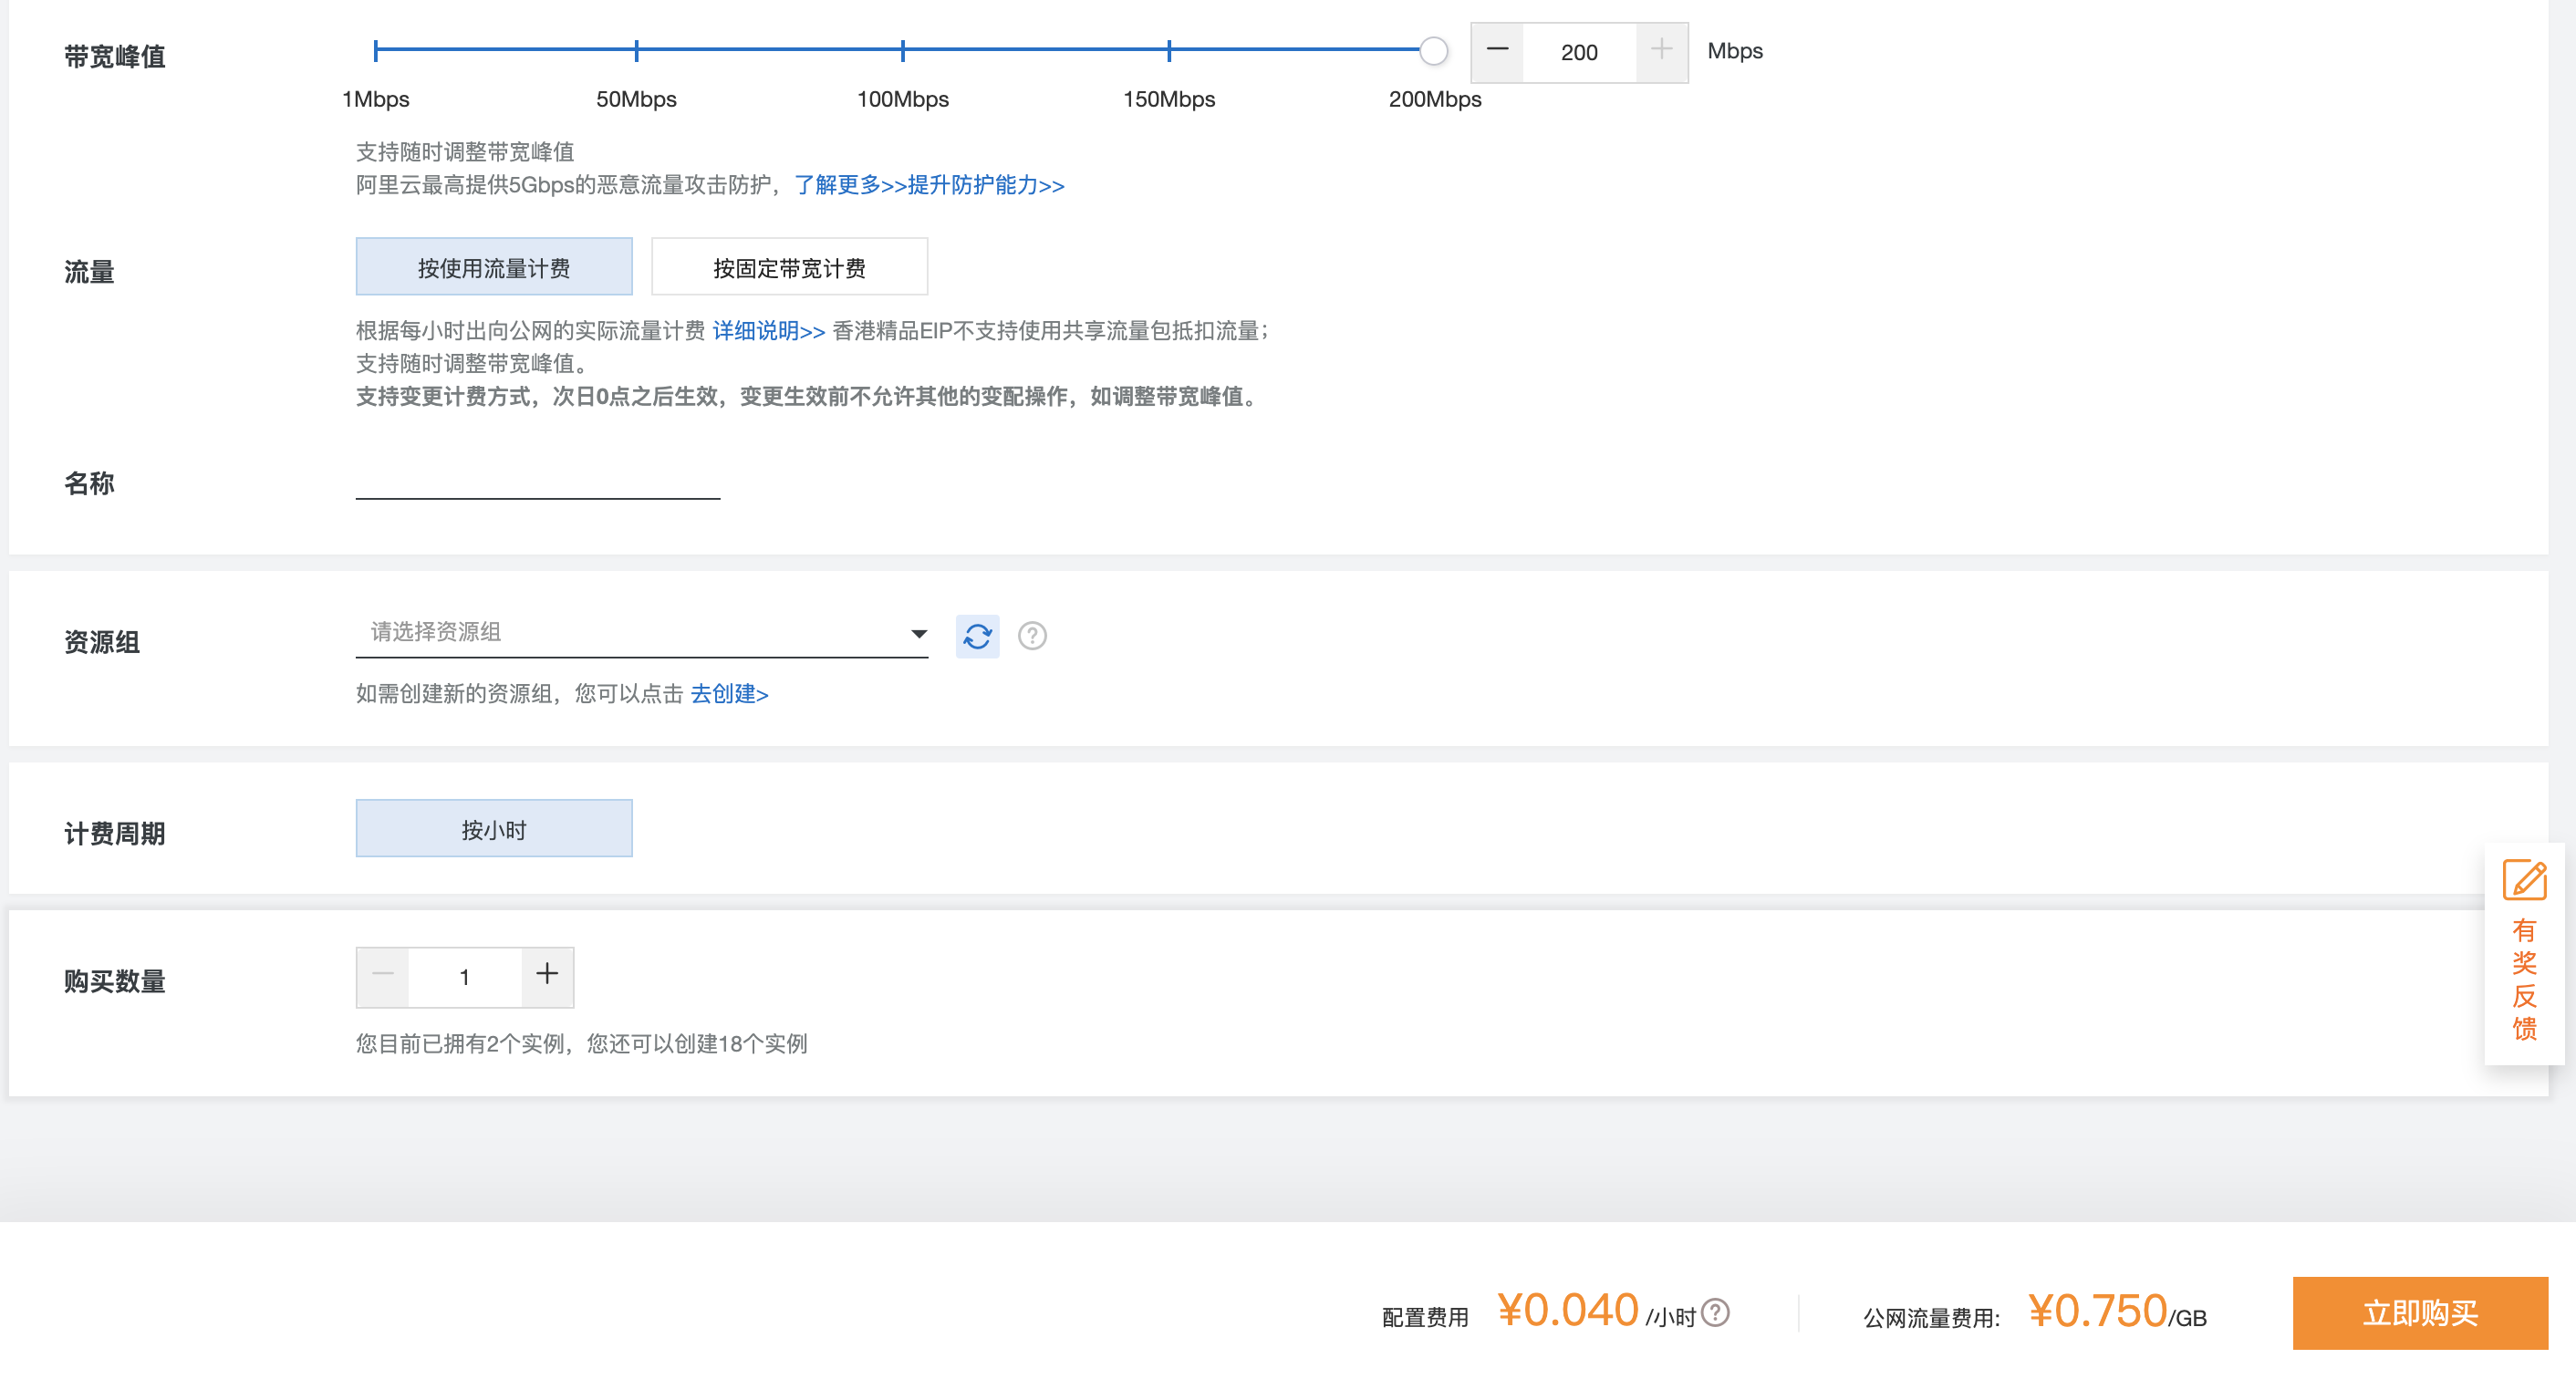 带宽峰值
200 Mbps
1Mbps 50Mbps 100Mbps 150Mbps 200Mbps
支持随时调整带宽峰值
阿里云最高提供5Gbps的恶意流量攻击防护，了解更多>>提升防护能力>>
流量
按使用流量计费 按固定带宽计费
根据每小时出向公网的实际流量计费 详细说明>> 香港精品EIP不支持使用共享流量包抵扣流量；
支持随时调整带宽峰值。
支持变更计费方式，次日0点之后生效，变更生效前不允许其他的变配操作，如调整带宽峰值。
名称
资源组
请选择资源组
如需创建新的资源组，您可以点击 去创建>
计费周期
按小时
购买数量
1
您目前已拥有2个实例，您还可以创建18个实例
有
奖
反
馈
配置费用 ¥0.040 /小时 公网流量费用: ¥0.750/GB
立即购买